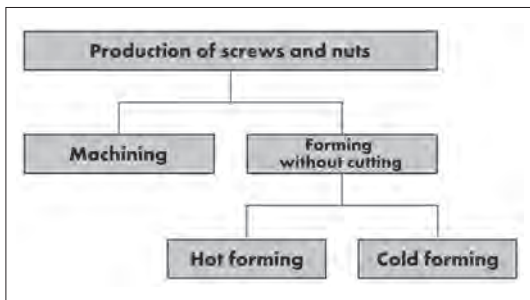 Production of screws and nuts
Machining
Forming
without cutting
Hot forming
Cold forming